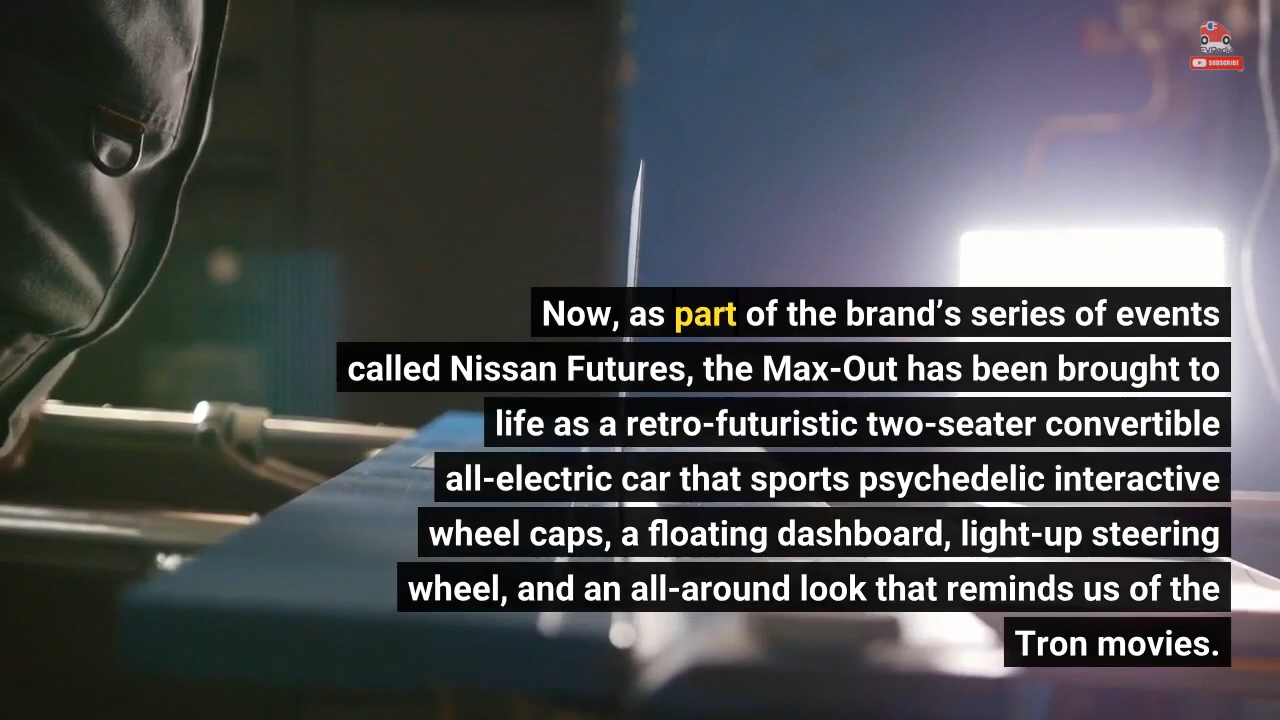 EVPedia
SUBSCRIBE
Now, as part of the brand’s series of events
called Nissan Futures, the Max-Out has been brought to
life as a retro-futuristic two-seater convertible
all-electric car that sports psychedelic interactive
wheel caps, a floating dashboard, light-up steering
wheel, and an all-around look that reminds us of the
Tron movies.